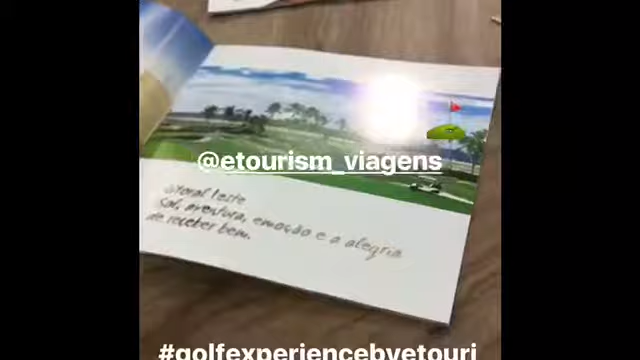 @etourism_viagens
Litoral leste
Sol, aventura, emoção e a alegria
de receber bem.
#golfexperiencebyetouri